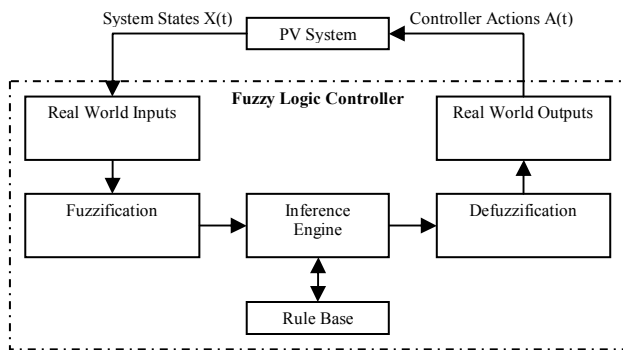 System States X(t)
PV System
Controller Actions A(t)
Fuzzy Logic Controller
Real World Inputs
Real World Outputs
Fuzzification
Inference
Engine
Defuzzification
Rule Base